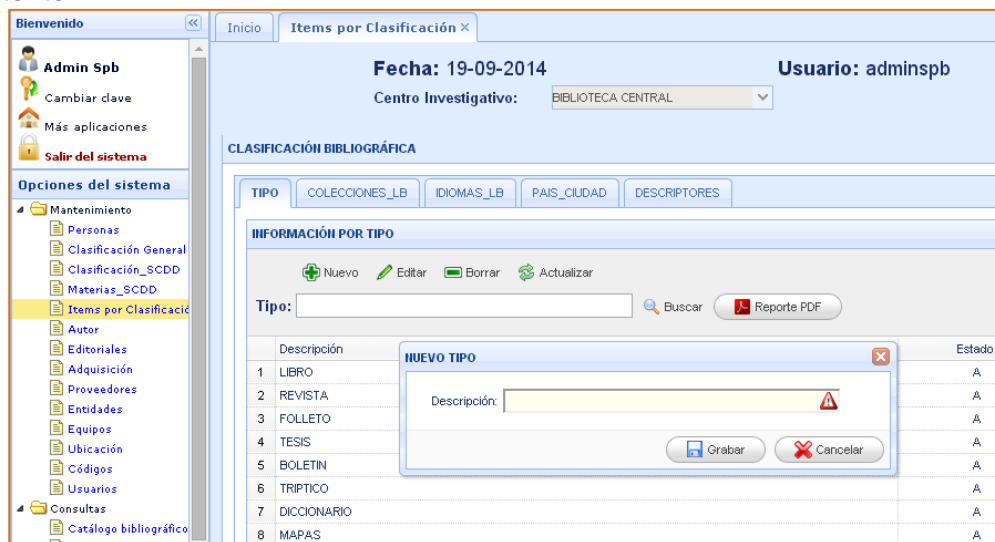 Bienvenido
Admin Spb
Cambiar clave
Más aplicaciones
Salir del sistema
Opciones del sistema
Mantenimiento
Personas
Clasificación General
Clasificación_SCDD
Materias_SCDD
Items por Clasificació
Autor
Editoriales
Adquisición
Proveedores
Entidades
Equipos
Ubicación
Códigos
Usuarios
Consultas
Catálogo bibliográfico
Inicio
Items por Clasificación ×
Fecha: 19-09-2014 Usuario: adminspb
Centro Investigativo: BIBLIOTECA CENTRAL
CLASIFICACIÓN BIBLIOGRÁFICA
TIPO COLECCIONES_LB IDIOMAS_LB PAIS_CIUDAD DESCRIPTORES
INFORMACIÓN POR TIPO
Nuevo Editar Borrar Actualizar
Tipo: Buscar Reporte PDF
Descripción Estado
1 LIBRO A
2 REVISTA A
3 FOLLETO A
4 TESIS A
5 BOLETIN A
6 TRIPTICO A
7 DICCIONARIO A
8 MAPAS A
NUEVO TIPO
Descripción:
Grabar Cancelar